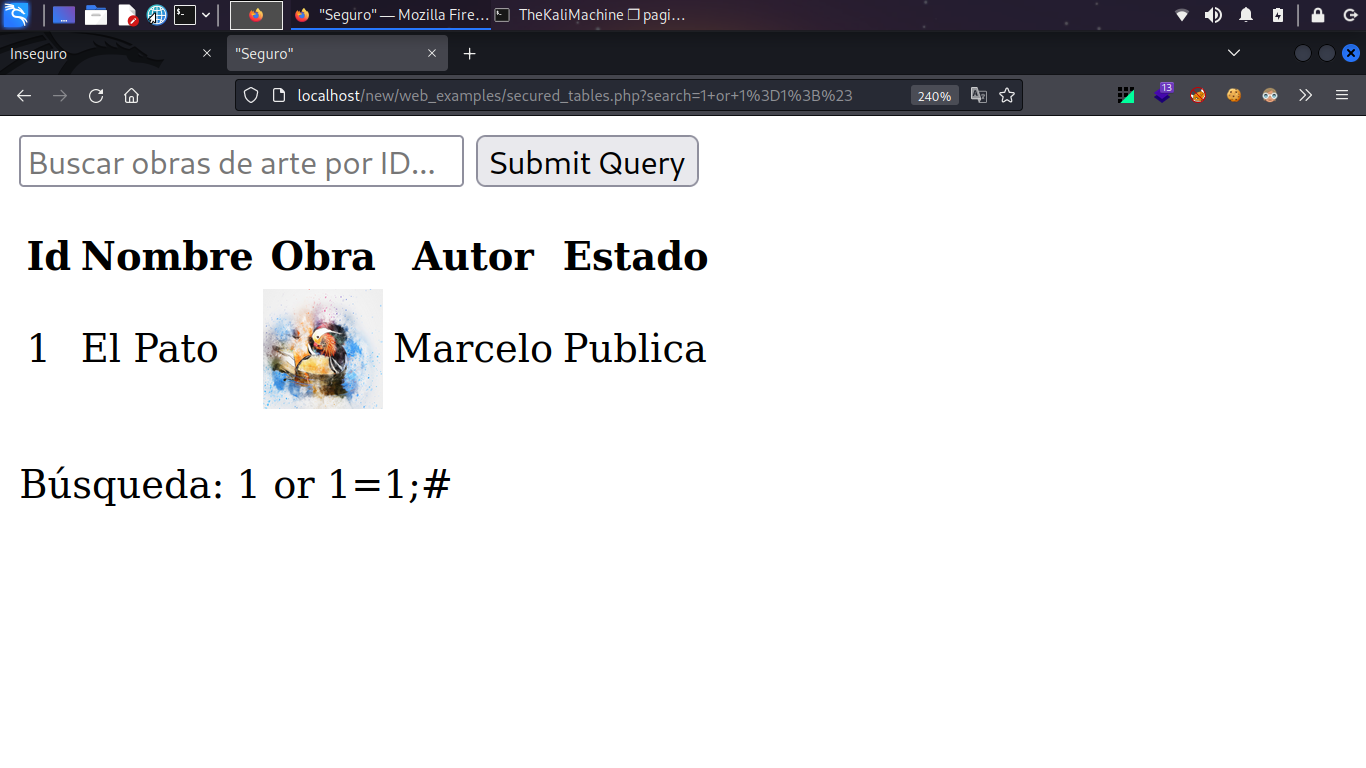 "Seguro" — Mozilla Fire... TheKaliMachine ❐ pagi...
Inseguro "Seguro"
localhost/new/web_examples/secured_tables.php?search=1+or+1%3D1%3B%23 240% 13
Buscar obras de arte por ID... Submit Query
Id Nombre Obra Autor Estado
1 El Pato Marcelo Publica
Búsqueda: 1 or 1=1;#